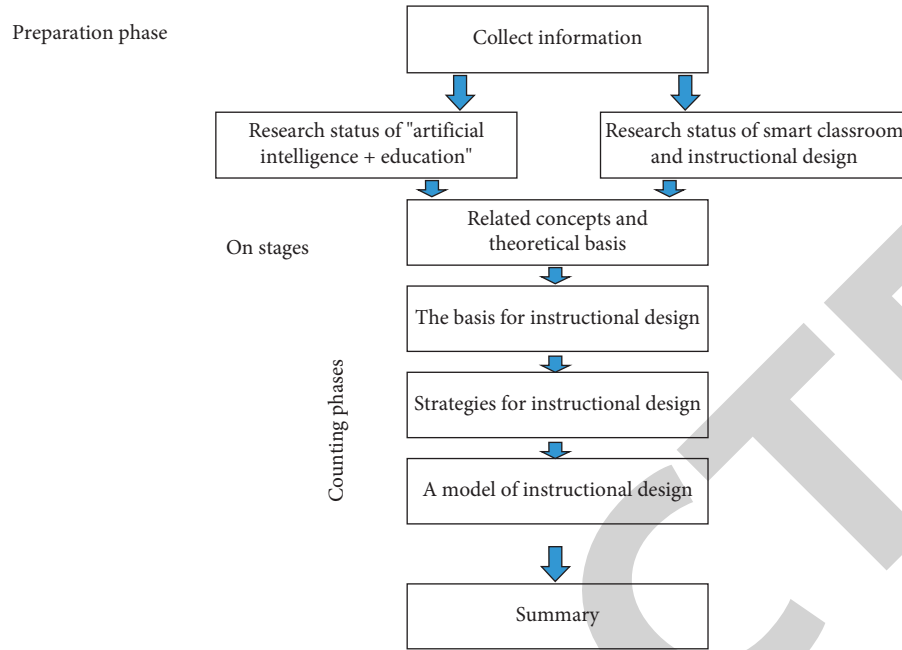 Preparation phase
Collect information
Research status of "artificial
intelligence + education"
Research status of smart classroom
and instructional design
Related concepts and
theoretical basis
On stages
The basis for instructional design
Counting phases
Strategies for instructional design
A model of instructional design
Summary
CT